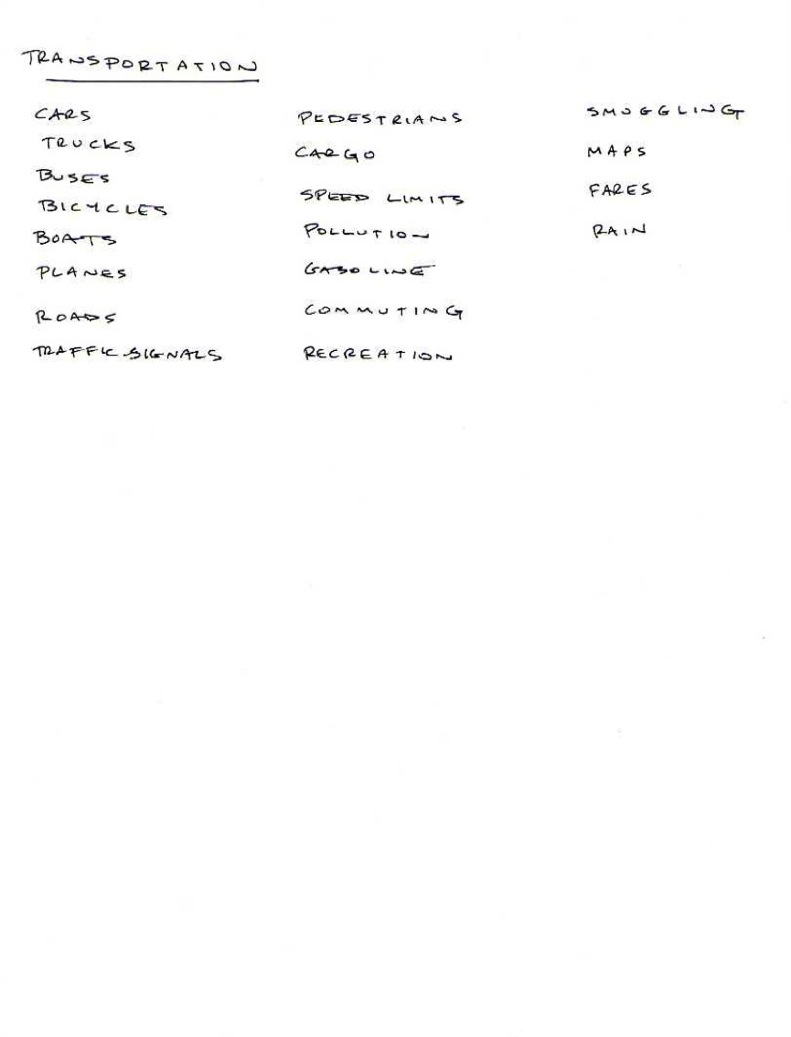 TRANSPORTATION
CARS
TRUCKS
BUSES
BICYCLES
BOATS
PLANES
ROADS
TRAFFIC SIGNALS
PEDESTRIANS
CARGO
SPEED LIMITS
POLLUTION
GASOLINE
COMMUTING
RECREATION
SMUGGLING
MAPS
FARES
RAIN